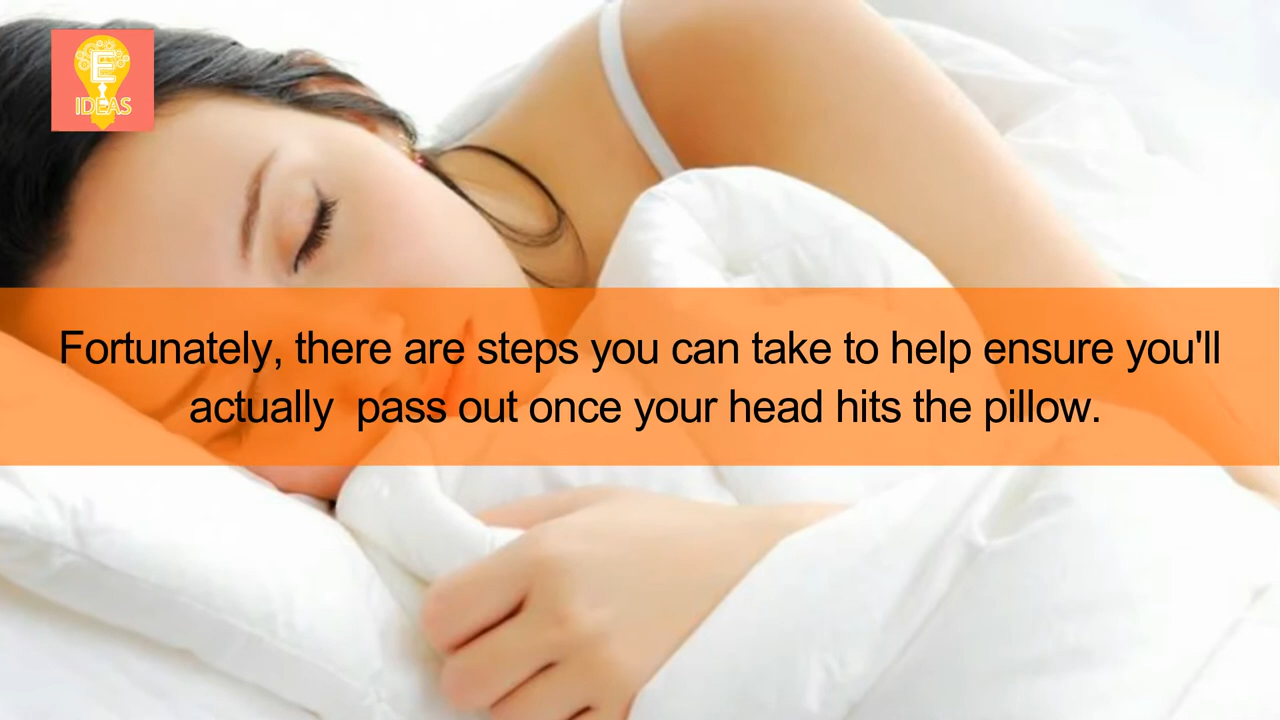 E
IDEAS
Fortunately, there are steps you can take to help ensure you'll
actually  pass out once your head hits the pillow.